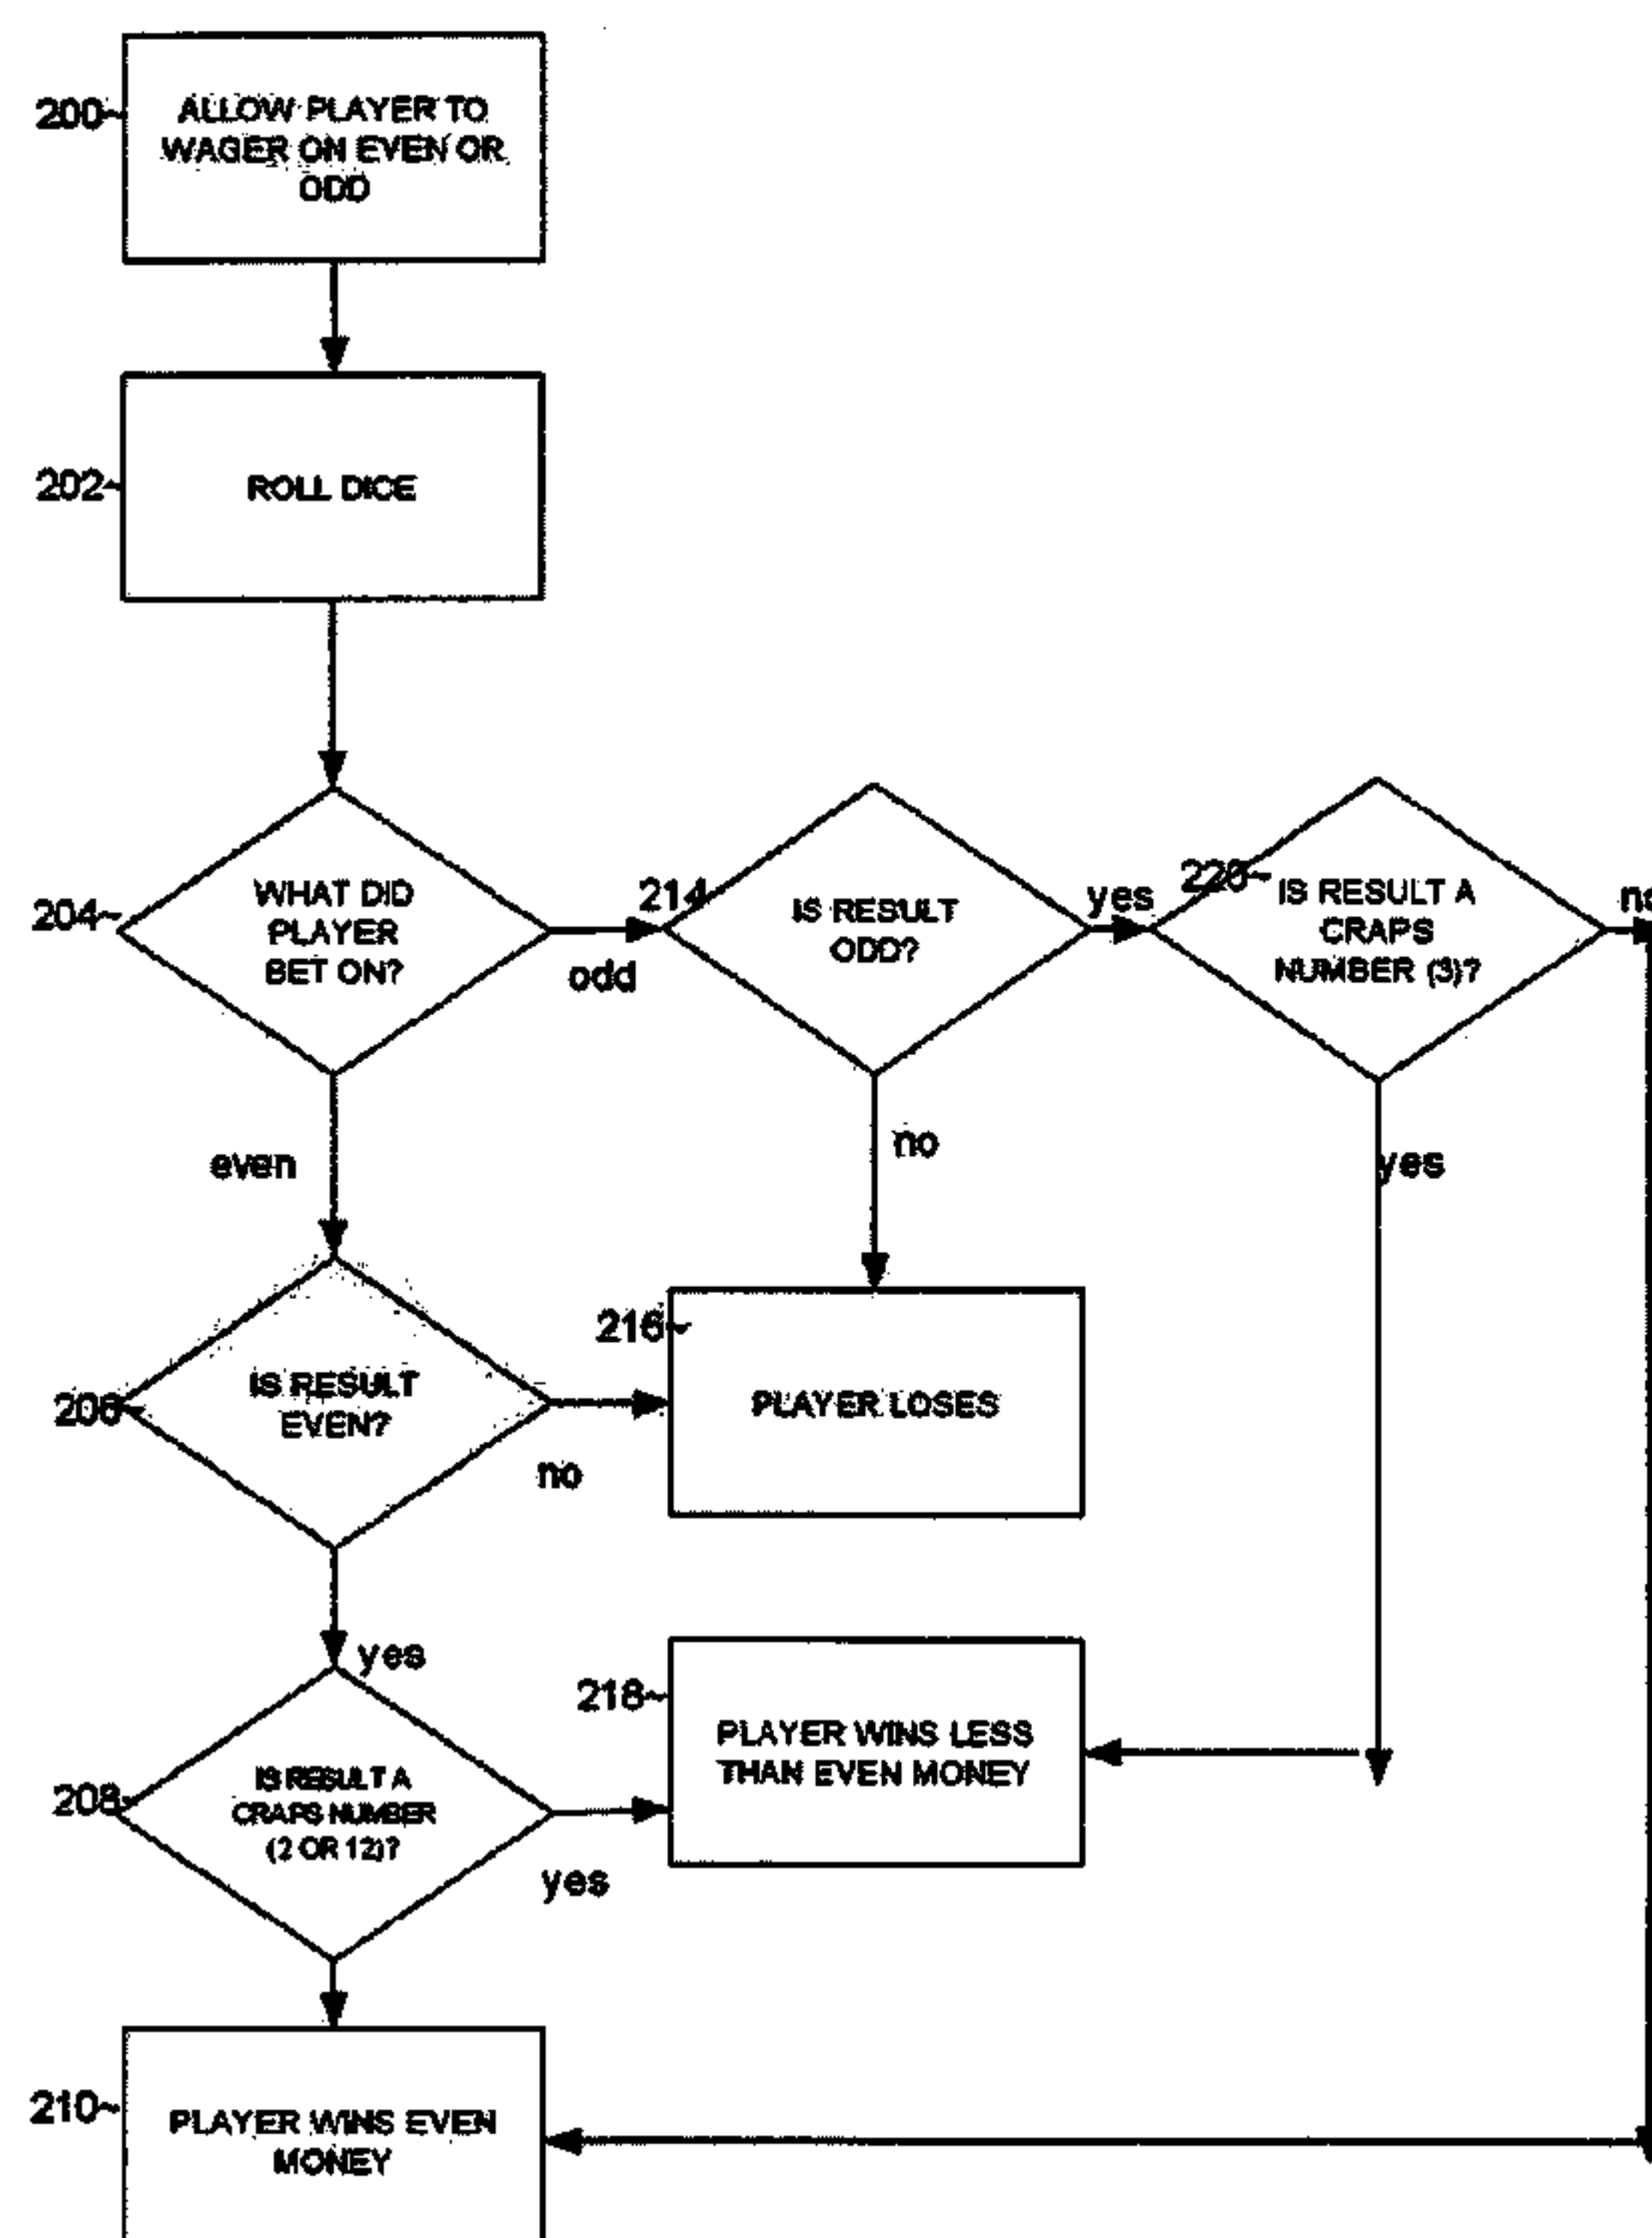 200
ALLOW PLAYER TO
WAGER ON EVEN OR
ODD
202
ROLL DICE
204
WHAT DID
PLAYER
BET ON?
odd
even
214
IS RESULT
ODD?
yes
no
220
IS RESULT A
CRAPS
NUMBER (3)?
no
yes
206
IS RESULT
EVEN?
no
yes
216
PLAYER LOSES
208
IS RESULT A
CRAPS NUMBER
(2 OR 12)?
yes
218
PLAYER WINS LESS
THAN EVEN MONEY
210
PLAYER WINS EVEN
MONEY